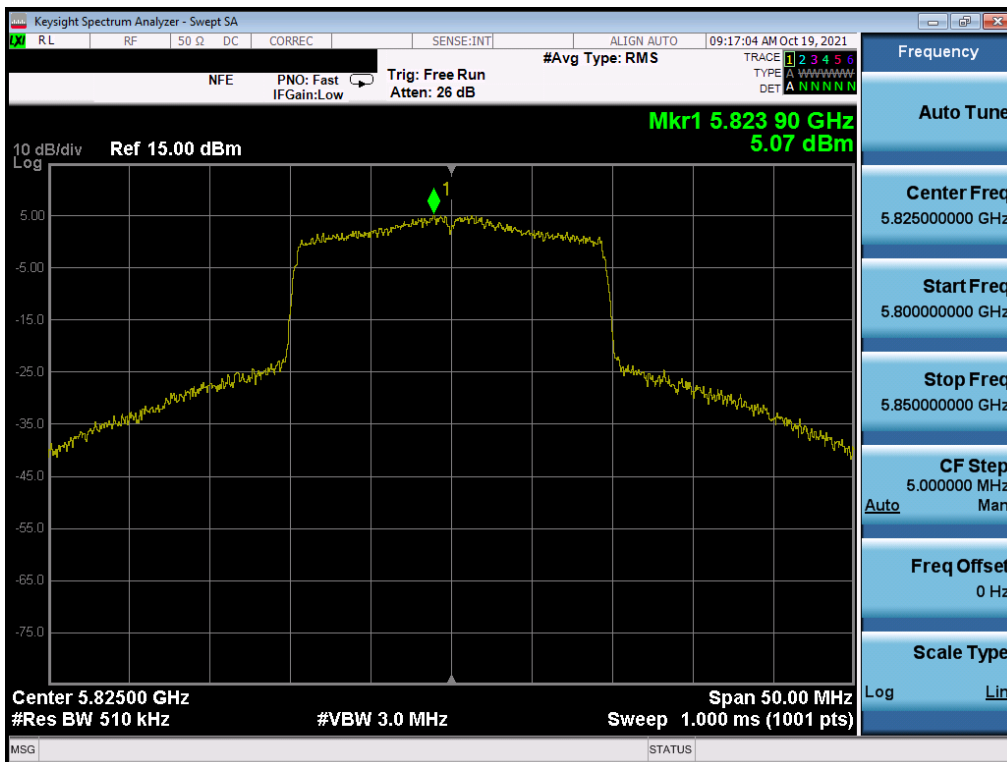 Keysight Spectrum Analyzer - Swept SA
LXI RL RF 50 Ω DC CORREC SENSE:INT ALIGN AUTO 09:17:04 AM Oct 19, 2021
NFE PNO: Fast Trig: Free Run #Avg Type: RMS TRACE 1 2 3 4 5 6
IFGain:Low Atten: 26 dB TYPE A WWWWW
DET A N N N N N
Mkr1 5.823 90 GHz
5.07 dBm
10 dB/div Ref 15.00 dBm
Log
1
5.00
-5.00
-15.0
-25.0
-35.0
-45.0
-55.0
-65.0
-75.0
Center 5.82500 GHz Span 50.00 MHz
#Res BW 510 kHz #VBW 3.0 MHz Sweep 1.000 ms (1001 pts)
MSG STATUS
Frequency
Auto Tune
Center Freq
5.825000000 GHz
Start Freq
5.800000000 GHz
Stop Freq
5.850000000 GHz
CF Step
5.000000 MHz
Auto Man
Freq Offset
0 Hz
Scale Type
Log Lin